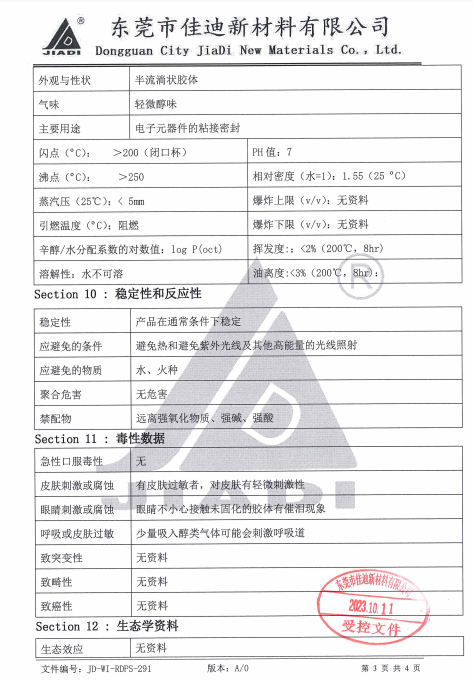 东莞市佳迪新材料有限公司
Dongguan City JiaDi New Materials Co., Ltd.
JIADI
外观与性状 半流淌状胶体
气味 轻微醇味
主要用途 电子元器件的粘接密封
闪点（°C）： ＞200（闭口杯） PH 值：7
沸点（°C）： ＞250 相对密度（水=1）：1.55（25 °C）
蒸汽压（25℃）：< 5mm 爆炸上限（v/v）：无资料
引燃温度（°C）：阻燃 爆炸下限（v/v）：无资料
辛醇/水分配系数的对数值：log P(oct) 挥发度:：<2%（200℃，8hr)
溶解性：水不可溶 油离度:<3%（200℃，8hr）：
Section 10 : 稳定性和反应性
稳定性 产品在通常条件下稳定
应避免的条件 避免热和避免紫外光线及其他高能量的光线照射
应避免的物质 水、火种
聚合危害 无危害
禁配物 远离强氧化物质、强碱、强酸
Section 11 : 毒性数据
急性口服毒性 无
皮肤刺激或腐蚀 有皮肤过敏者，对皮肤有轻微刺激性
眼睛刺激或腐蚀 眼睛不小心接触未固化的胶体有催泪现象
呼吸或皮肤过敏 少量吸入醇类气体可能会刺激呼吸道
致突变性 无资料
致畸性 无资料
致癌性 无资料
Section 12 : 生态学资料
生态效应 无资料
东莞市佳迪新材料有限公司
2023.10.11
受控文件
文件编号：JD-WI-RDPS-291 版本：A/0 第 3 页 共 4 页
®
JIADI